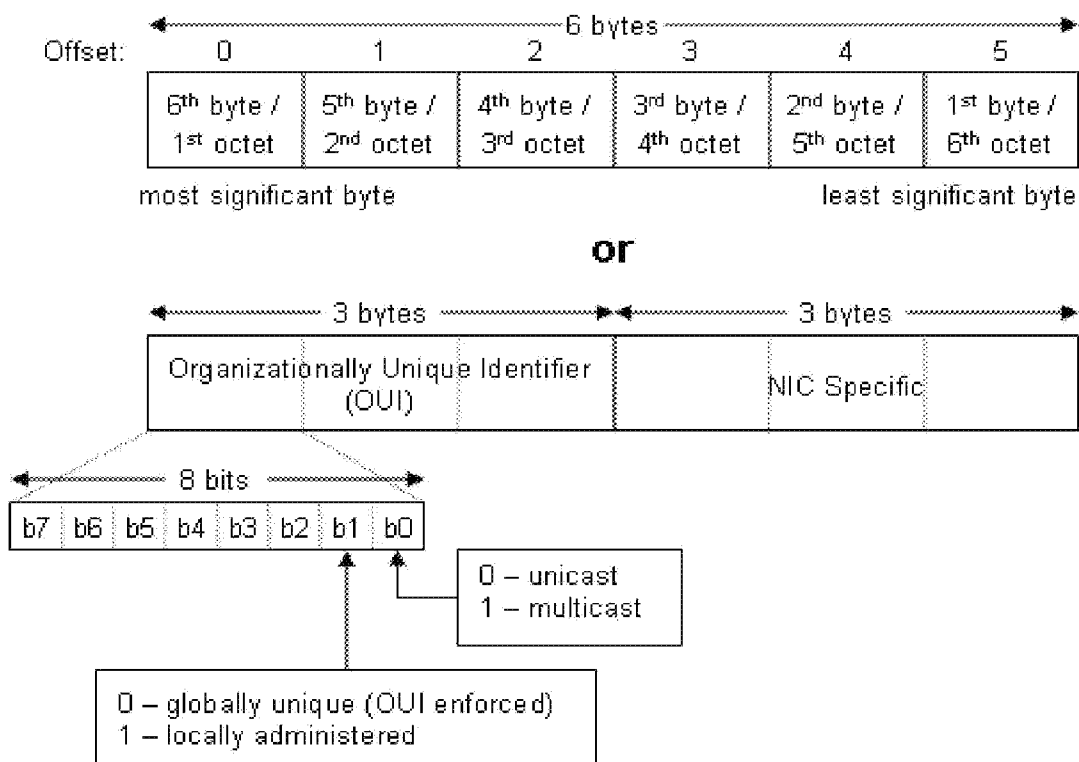 6 bytes
Offset: 0 1 2 3 4 5
6th byte / 5th byte / 4th byte / 3rd byte / 2nd byte / 1st byte /
1st octet 2nd octet 3rd octet 4th octet 5th octet 6th octet
most significant byte least significant byte
or
3 bytes 3 bytes
Organizationally Unique Identifier
(OUI)
NIC Specific
8 bits
b7 b6 b5 b4 b3 b2 b1 b0
0 – unicast
1 – multicast
0 – globally unique (OUI enforced)
1 – locally administered